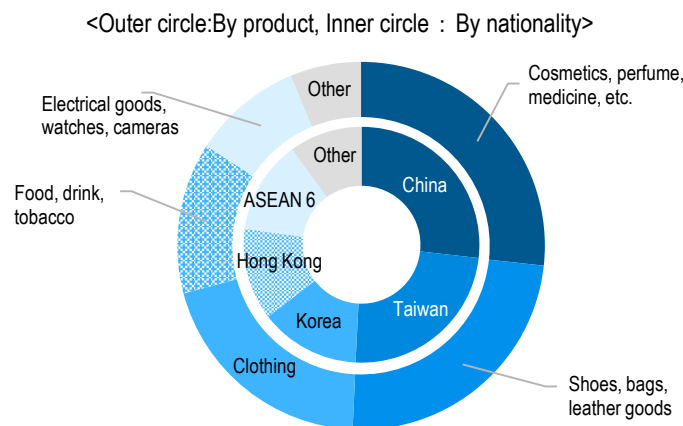 <Outer circle:By product, Inner circle : By nationality>
Other
Cosmetics, perfume,
medicine, etc.
Electrical goods,
watches, cameras
Other
China
Food, drink,
tobacco
ASEAN 6
Hong Kong
Taiwan
Korea
Clothing
Shoes, bags,
leather goods